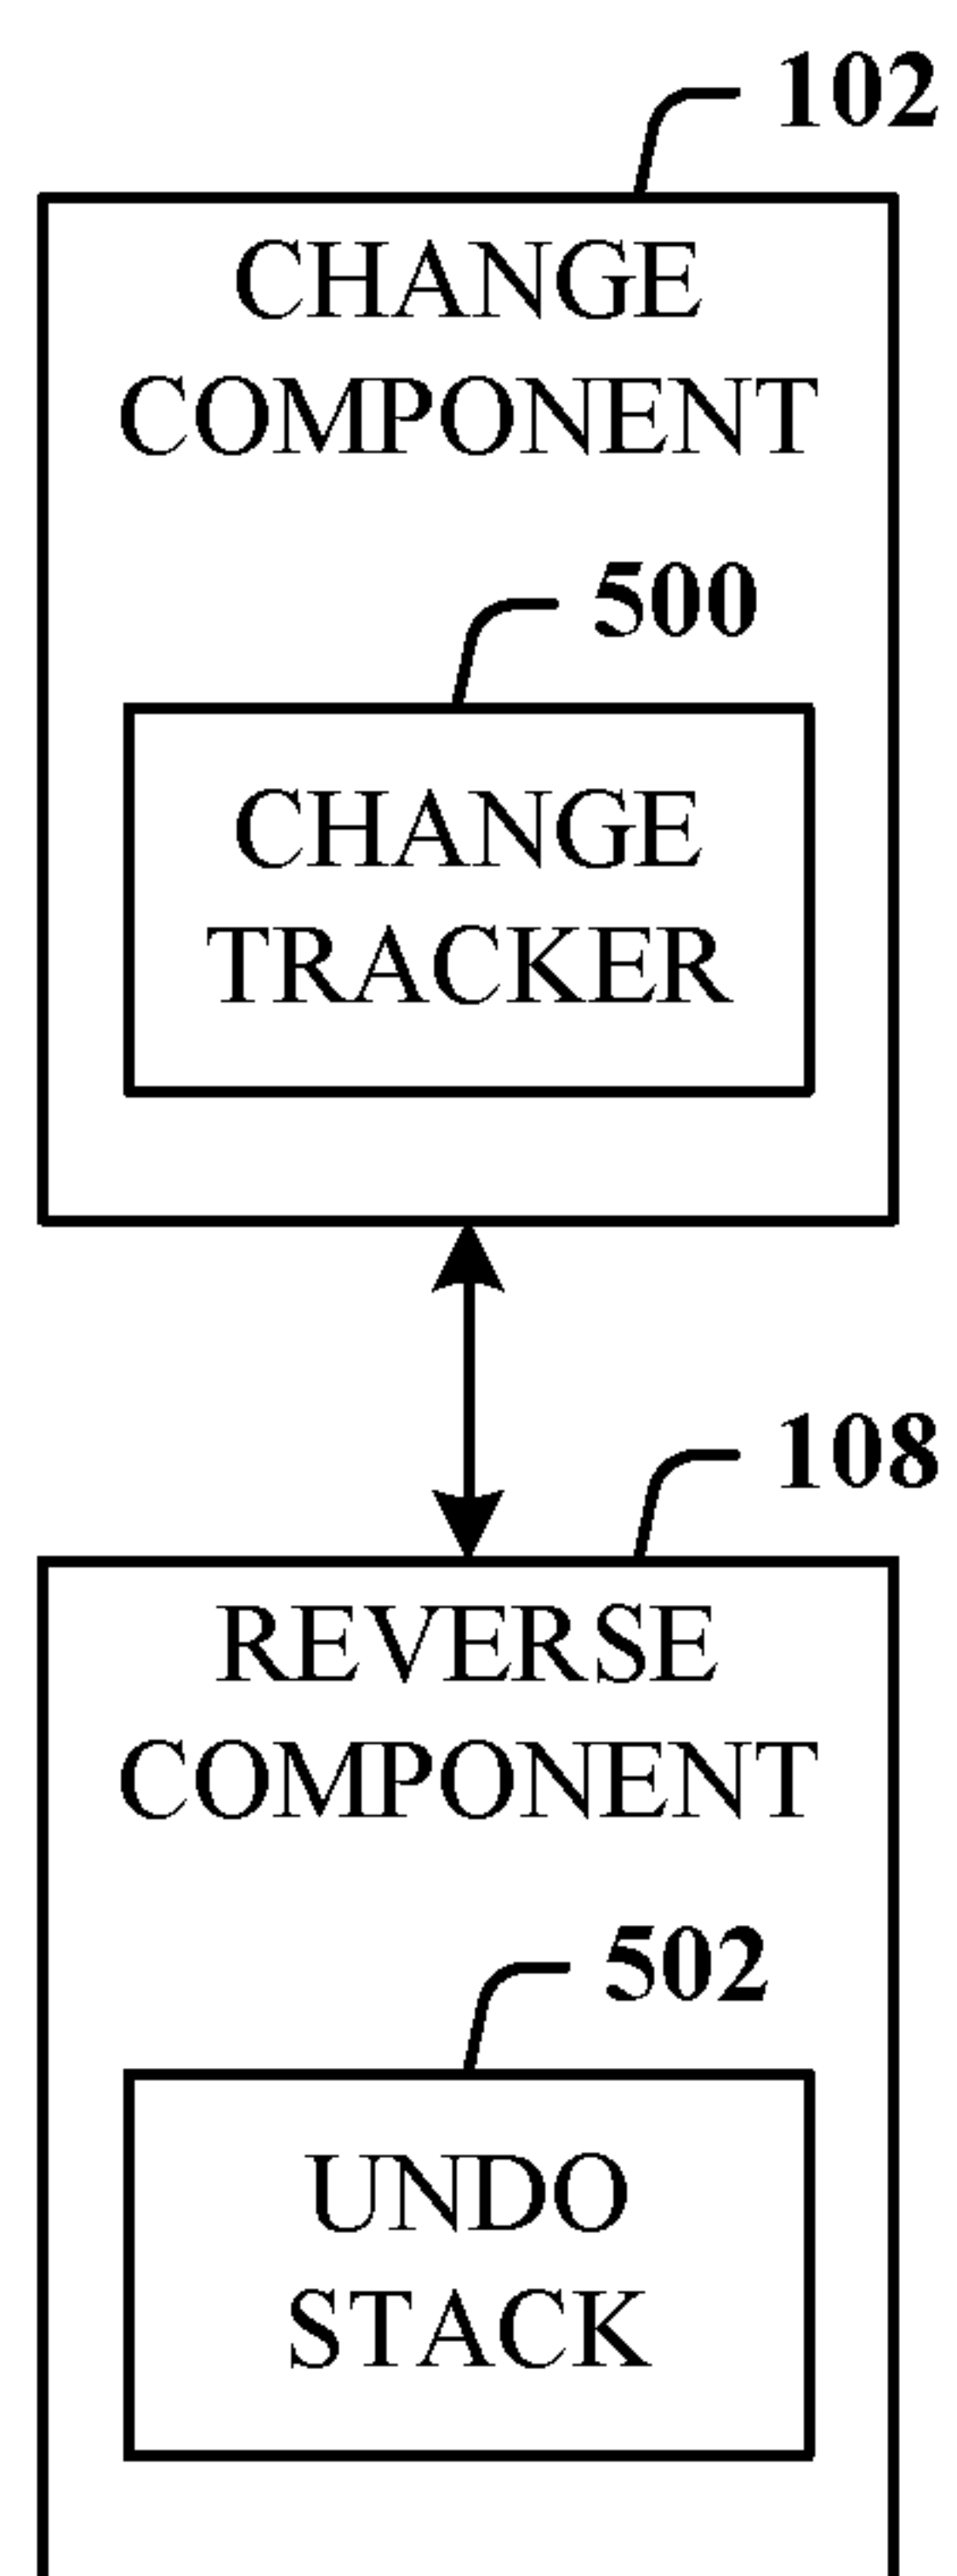 102
CHANGE
COMPONENT
500
CHANGE
TRACKER
108
REVERSE
COMPONENT
502
UNDO
STACK